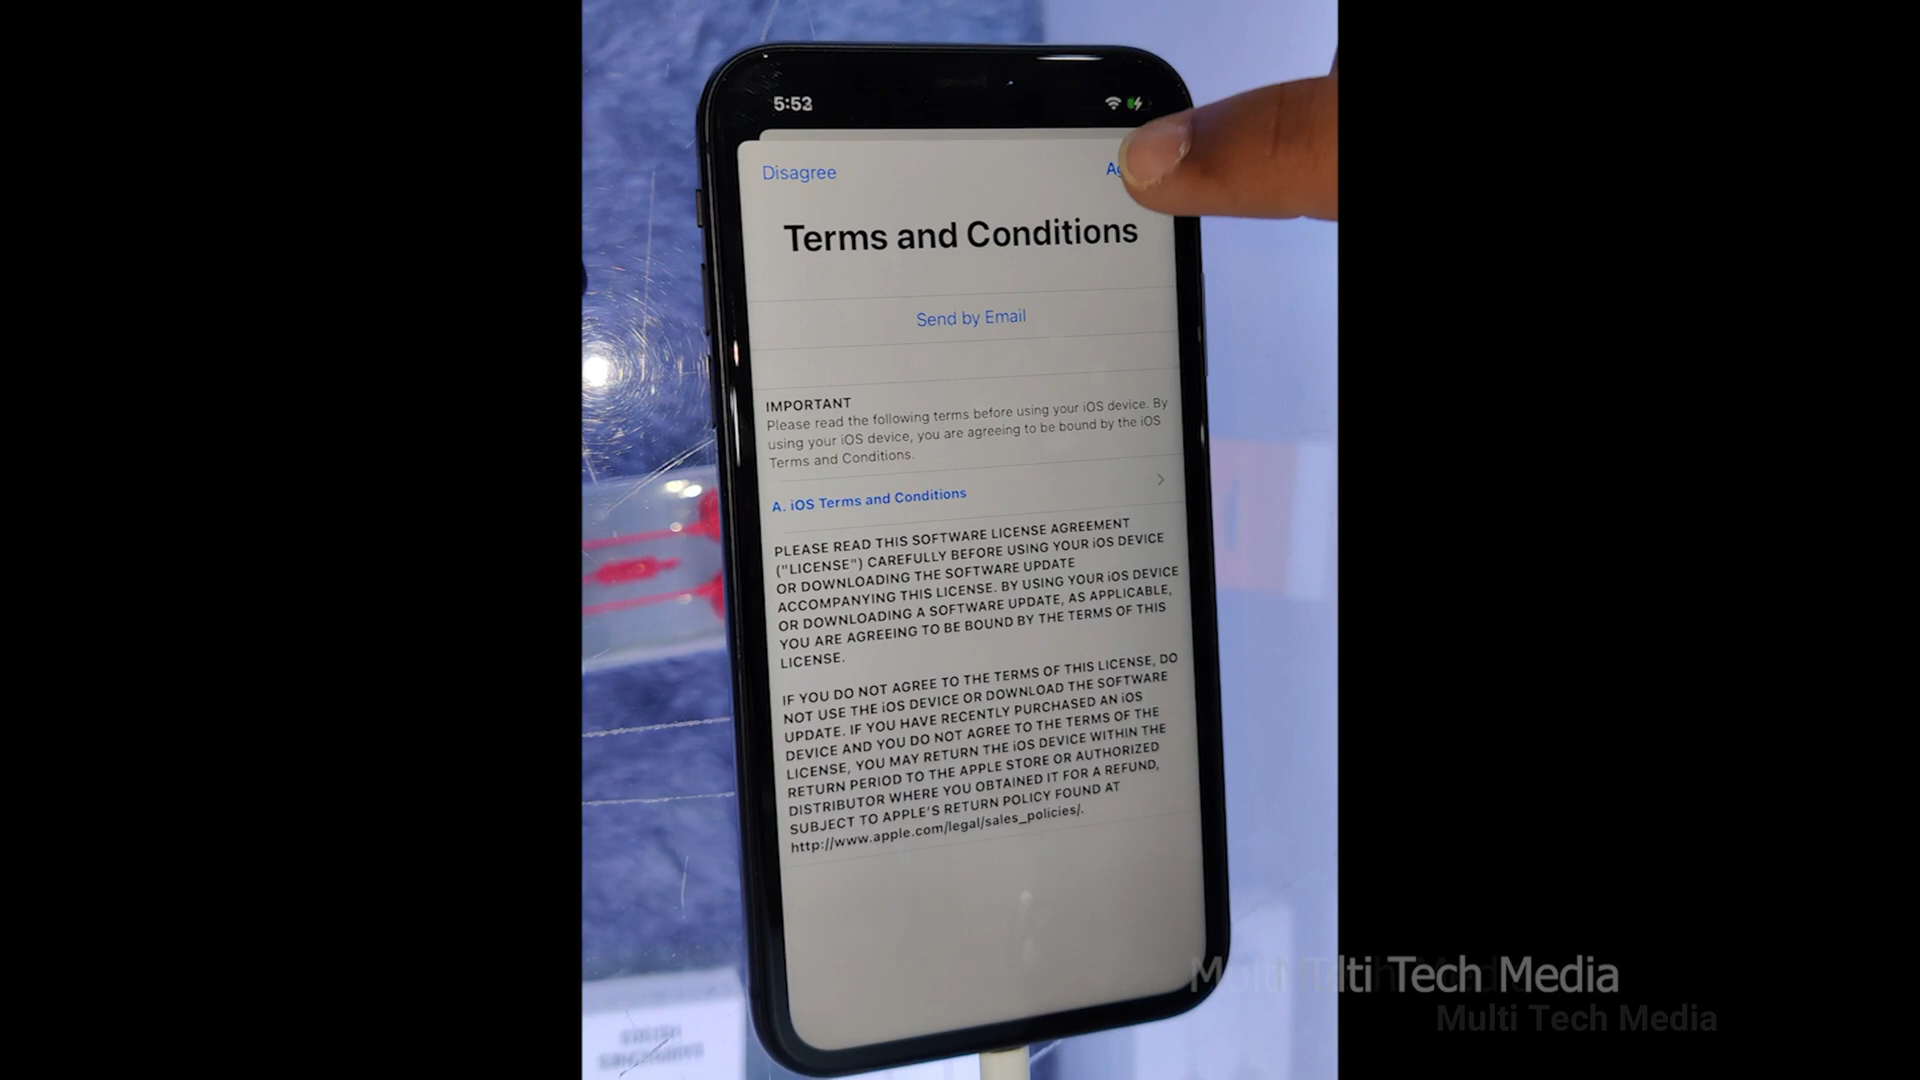 5:52
Disagree
Terms and Conditions
Send by Email
IMPORTANT
Please read the following terms before using your iOS device. By
using your iOS device, you are agreeing to be bound by the iOS
Terms and Conditions.
A. iOS Terms and Conditions
PLEASE READ THIS SOFTWARE LICENSE AGREEMENT
("LICENSE") CAREFULLY BEFORE USING YOUR iOS DEVICE
OR DOWNLOADING THE SOFTWARE UPDATE
ACCOMPANYING THIS LICENSE. BY USING YOUR iOS DEVICE
OR DOWNLOADING A SOFTWARE UPDATE, AS APPLICABLE,
YOU ARE AGREEING TO BE BOUND BY THE TERMS OF THIS
LICENSE.
IF YOU DO NOT AGREE TO THE TERMS OF THIS LICENSE, DO
NOT USE THE iOS DEVICE OR DOWNLOAD THE SOFTWARE
UPDATE. IF YOU HAVE RECENTLY PURCHASED AN iOS
DEVICE AND YOU DO NOT AGREE TO THE TERMS OF THE
LICENSE, YOU MAY RETURN THE iOS DEVICE WITHIN THE
RETURN PERIOD TO THE APPLE STORE OR AUTHORIZED
DISTRIBUTOR WHERE YOU OBTAINED IT FOR A REFUND,
SUBJECT TO APPLE'S RETURN POLICY FOUND AT
http://www.apple.com/legal/sales_policies/.
Multi Tech Media
Multi Tech Media